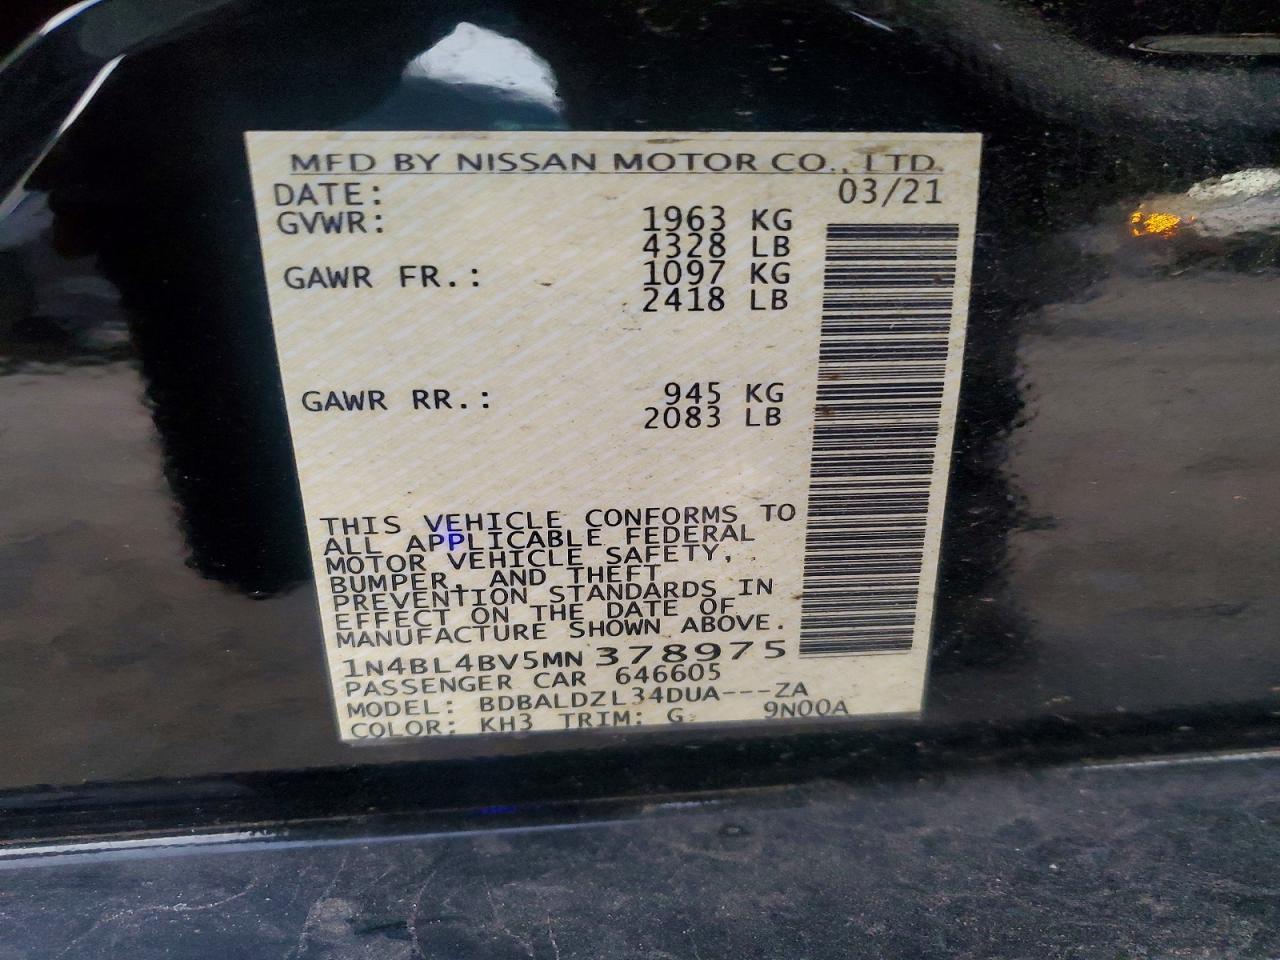 MFD BY NISSAN MOTOR CO., LTD.
DATE: 03/21
GVWR: 1963 KG
4328 LB
GAWR FR.: 1097 KG
2418 LB
GAWR RR.: 945 KG
2083 LB
THIS VEHICLE CONFORMS TO
ALL APPLICABLE FEDERAL
MOTOR VEHICLE SAFETY,
BUMPER, AND THEFT
PREVENTION STANDARDS IN
EFFECT ON THE DATE OF
MANUFACTURE SHOWN ABOVE.
1N4BL4BV5MN378975
PASSENGER CAR 646605
MODEL: BDBALDZL34DUA---ZA
COLOR: KH3 TRIM: G 9N00A